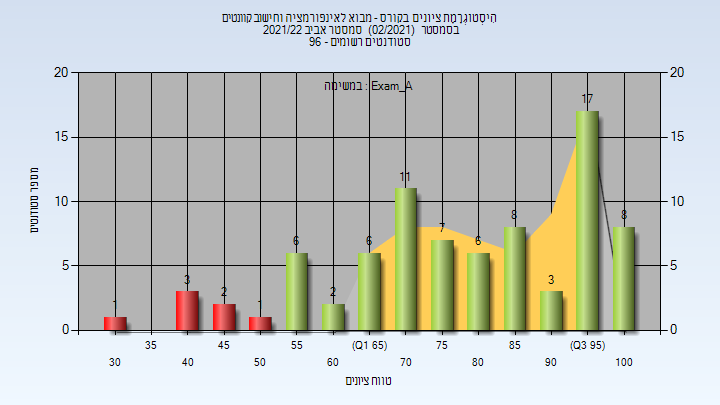 הִיסְטוֹגְרָמַת ציונים בקורס - מבוא לאינפורמציה וחישוב קוונטים
בסמסטר (02/2021) סמסטר אביב 2021/22
סטודנטים רשומים - 96
במשימה : Exam_A
20 20
15 15
10 10
5 5
0 0
מספר סטודנטים
1 3 2 1 6 2 6 11 7 6 8 3 17 8
35 45 55 (Q1 65) 75 85 (Q3 95)
30 40 50 60 70 80 90 100
טווח ציונים